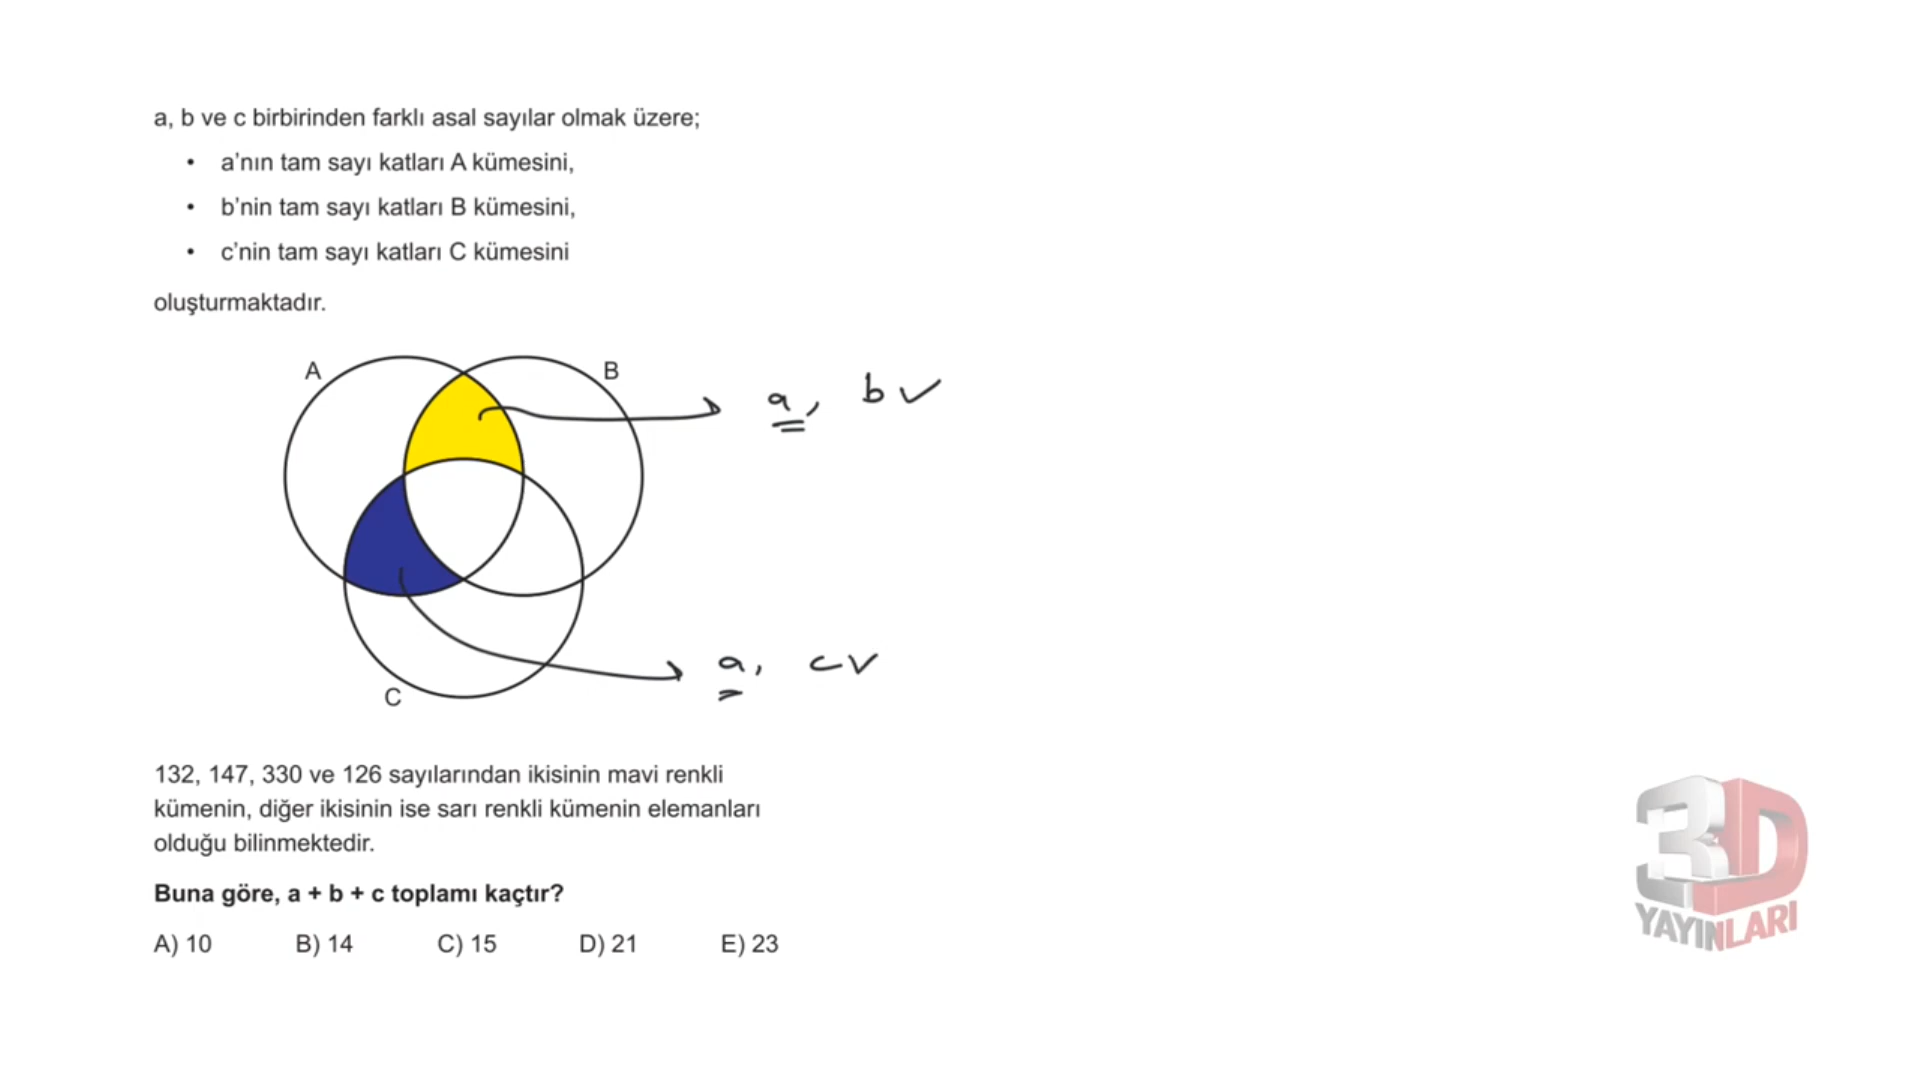 a, b ve c birbirinden farklı asal sayılar olmak üzere;
• a’nın tam sayı katları A kümesini,
• b’nin tam sayı katları B kümesini,
• c’nin tam sayı katları C kümesini
oluşturmaktadır.
A
B
a, b ✓
a, c ✓
C
132, 147, 330 ve 126 sayılarından ikisinin mavi renkli
kümenin, diğer ikisinin ise sarı renkli kümenin elemanları
olduğu bilinmektedir.
Buna göre, a + b + c toplamı kaçtır?
A) 10 B) 14 C) 15 D) 21 E) 23
3D
YAYINLARI